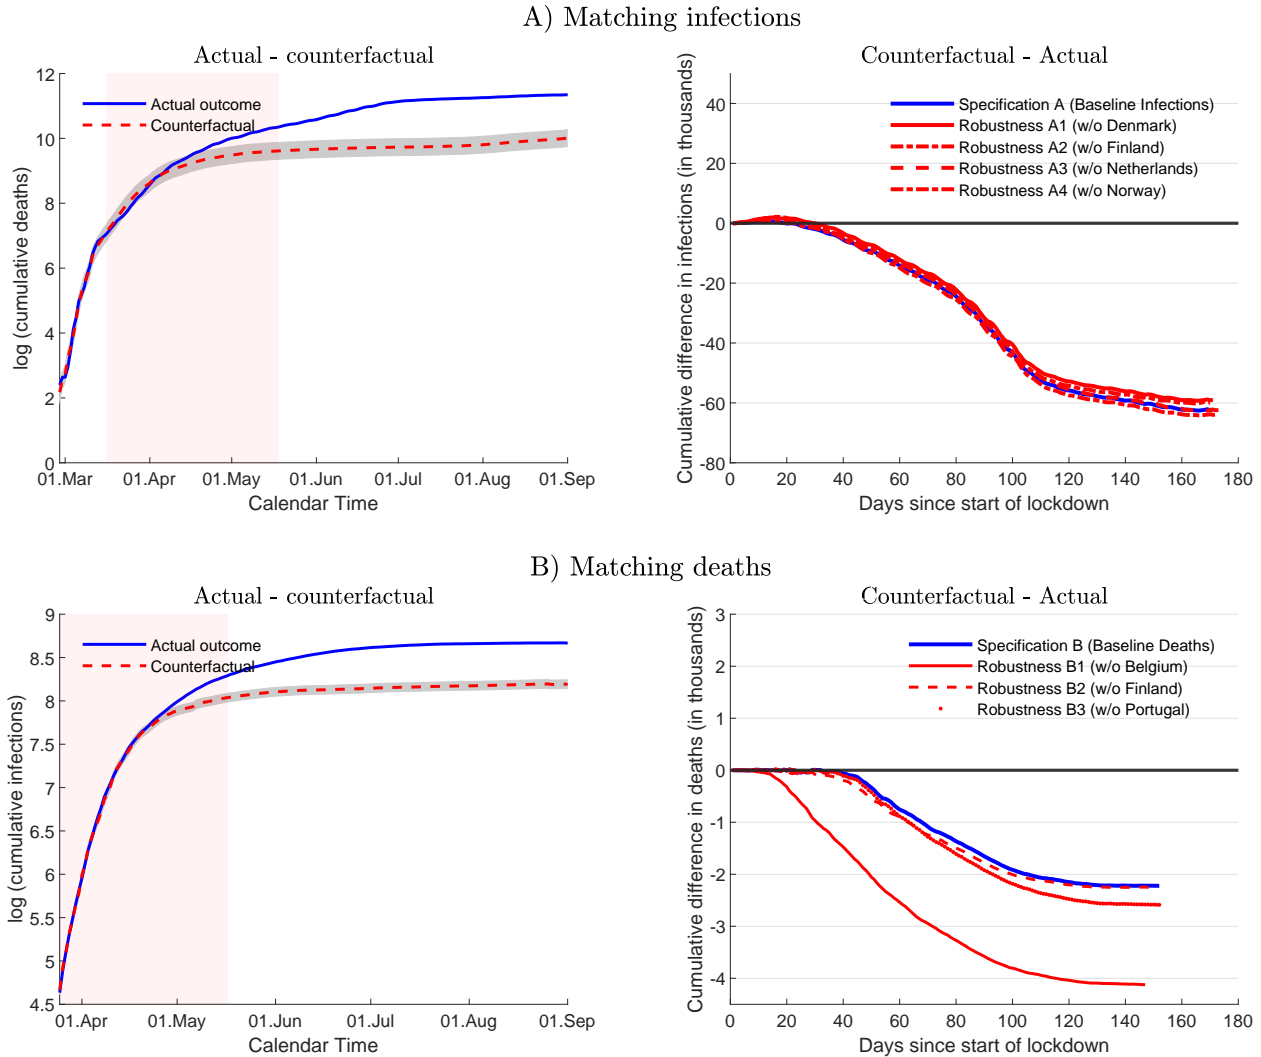 A) Matching infections
Actual - counterfactual
12
10
8
6
4
2
0
log (cumulative deaths)
Actual outcome
Counterfactual
01.Mar 01.Apr 01.May 01.Jun 01.Jul 01.Aug 01.Sep
Calendar Time
Counterfactual - Actual
40
20
0
-20
-40
-60
-80
Cumulative difference in infections (in thousands)
Specification A (Baseline Infections)
Robustness A1 (w/o Denmark)
Robustness A2 (w/o Finland)
Robustness A3 (w/o Netherlands)
Robustness A4 (w/o Norway)
0 20 40 60 80 100 120 140 160 180
Days since start of lockdown
B) Matching deaths
Actual - counterfactual
9
8.5
8
7.5
7
6.5
6
5.5
5
4.5
log (cumulative infections)
Actual outcome
Counterfactual
01.Apr 01.May 01.Jun 01.Jul 01.Aug 01.Sep
Calendar Time
Counterfactual - Actual
3
2
1
0
-1
-2
-3
-4
Cumulative difference in deaths (in thousands)
Specification B (Baseline Deaths)
Robustness B1 (w/o Belgium)
Robustness B2 (w/o Finland)
Robustness B3 (w/o Portugal)
0 20 40 60 80 100 120 140 160 180
Days since start of lockdown